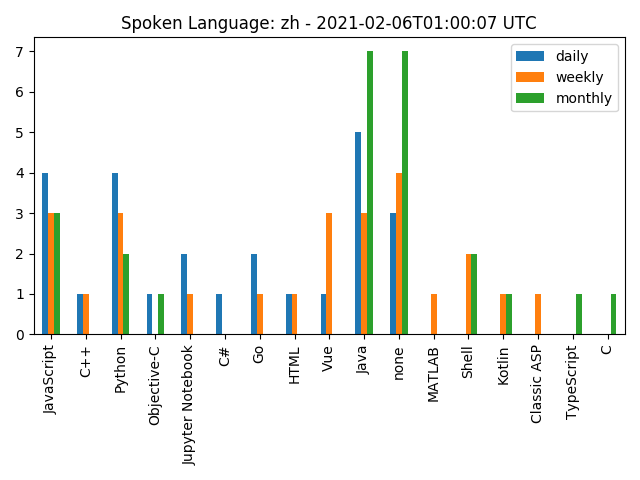 Spoken Language: zh - 2021-02-06T01:00:07 UTC
daily
weekly
monthly
7
6
5
4
3
2
1
0
JavaScript
C++
Python
Objective-C
Jupyter Notebook
C#
Go
HTML
Vue
Java
none
MATLAB
Shell
Kotlin
Classic ASP
TypeScript
C